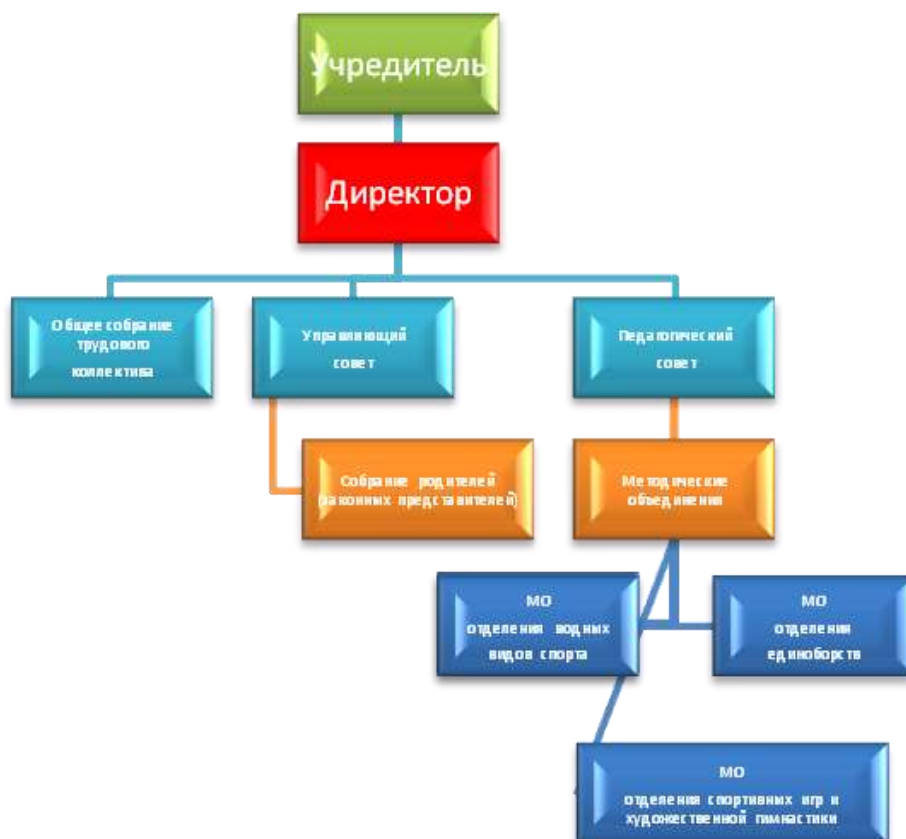 Учредитель
Директор
Общее собрание
трудового
коллектива
Управляющий
совет
Педагогический
совет
Собрание родителей
(законных представителей)
Методические
объединения
МО
отделения водных
видов спорта
МО
отделения
единоборств
МО
отделения спортивных игр и
художественной гимнастики